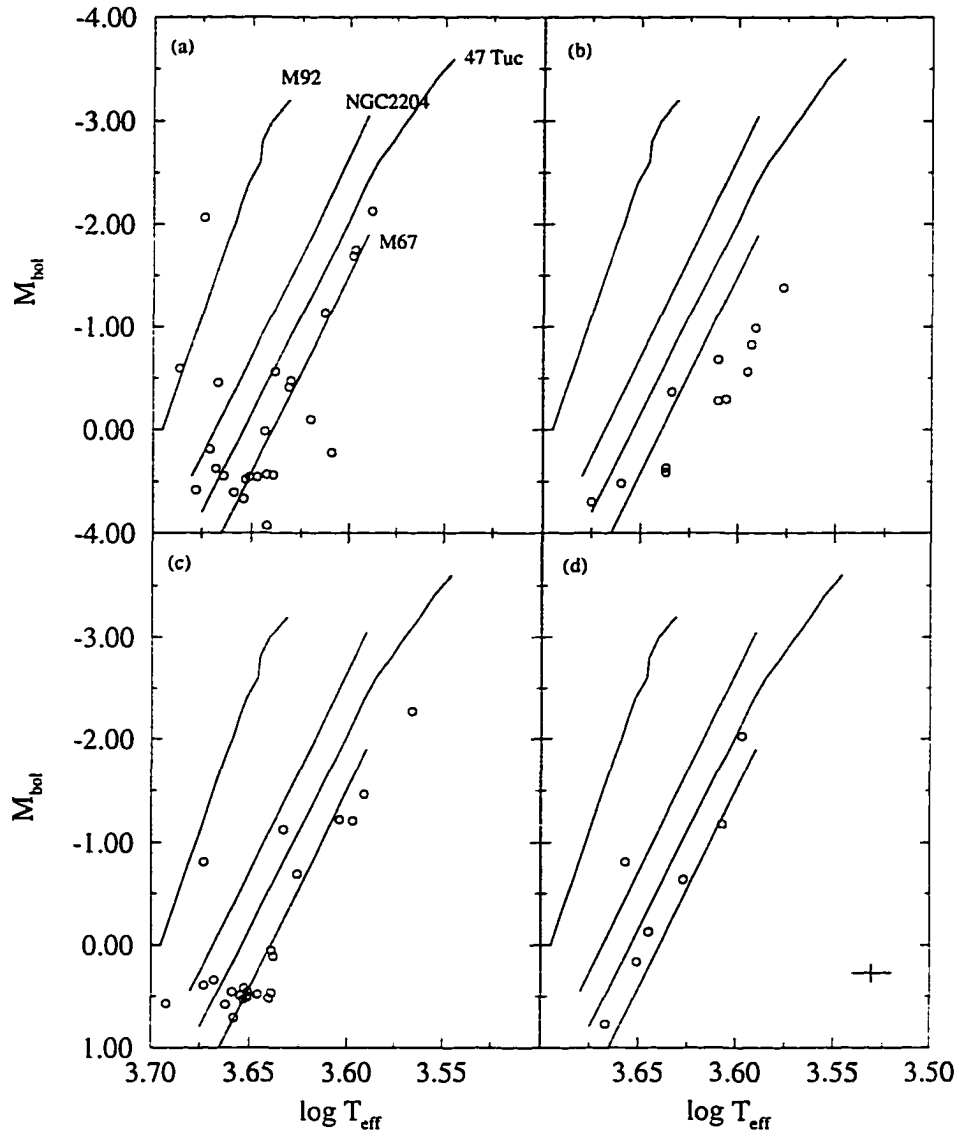 -4.00
(a)
(b)
47 Tuc
M92
NGC2204
-3.00
-2.00
M67
M_bol
-1.00
0.00
-4.00
(c)
(d)
-3.00
-2.00
M_bol
-1.00
0.00
1.00
3.70 3.65 3.60 3.55 3.65 3.60 3.55 3.50
log T_eff log T_eff